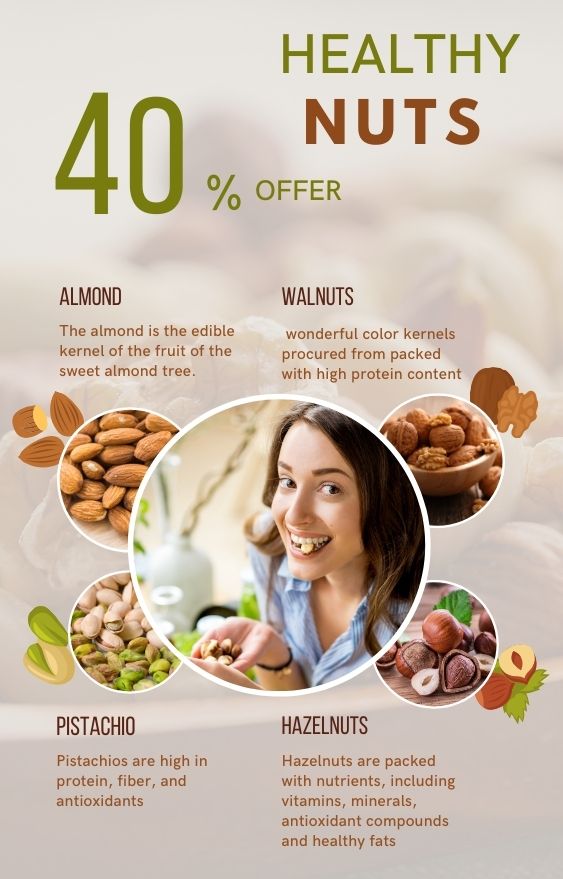 HEALTHY
NUTS
40 % OFFER
ALMOND
The almond is the edible
kernel of the fruit of the
sweet almond tree.
WALNUTS
wonderful color kernels
procured from packed
with high protein content
PISTACHIO
Pistachios are high in
protein, fiber, and
antioxidants
HAZELNUTS
Hazelnuts are packed
with nutrients, including
vitamins, minerals,
antioxidant compounds
and healthy fats